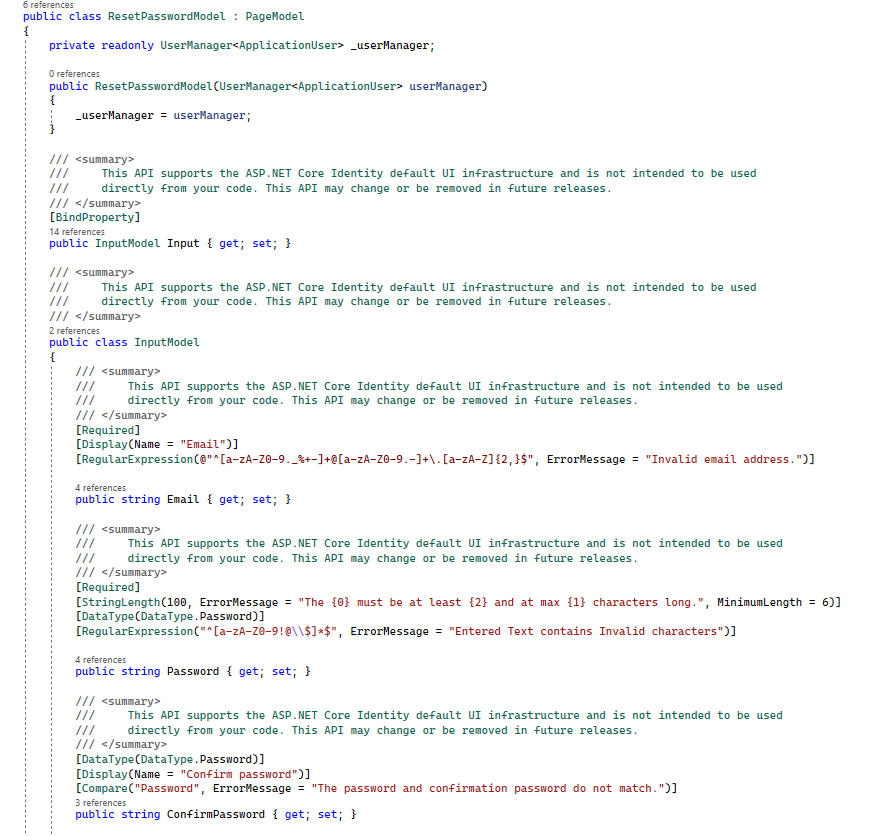 6 references
public class ResetPasswordModel : PageModel
{
private readonly UserManager<ApplicationUser> _userManager;
0 references
public ResetPasswordModel(UserManager<ApplicationUser> userManager)
{
_userManager = userManager;
}
/// <summary>
///     This API supports the ASP.NET Core Identity default UI infrastructure and is not intended to be used
///     directly from your code. This API may change or be removed in future releases.
/// </summary>
[BindProperty]
14 references
public InputModel Input { get; set; }
/// <summary>
///     This API supports the ASP.NET Core Identity default UI infrastructure and is not intended to be used
///     directly from your code. This API may change or be removed in future releases.
/// </summary>
2 references
public class InputModel
{
/// <summary>
///     This API supports the ASP.NET Core Identity default UI infrastructure and is not intended to be used
///     directly from your code. This API may change or be removed in future releases.
/// </summary>
[Required]
[Display(Name = "Email")]
[RegularExpression(@"^[a-zA-Z0-9._%+-]+@[a-zA-Z0-9.-]+\.[a-zA-Z]{2,}$", ErrorMessage = "Invalid email address.")]
4 references
public string Email { get; set; }
/// <summary>
///     This API supports the ASP.NET Core Identity default UI infrastructure and is not intended to be used
///     directly from your code. This API may change or be removed in future releases.
/// </summary>
[Required]
[StringLength(100, ErrorMessage = "The {0} must be at least {2} and at max {1} characters long.", MinimumLength = 6)]
[DataType(DataType.Password)]
[RegularExpression("^[a-zA-Z0-9!@\\$]*$", ErrorMessage = "Entered Text contains Invalid characters")]
4 references
public string Password { get; set; }
/// <summary>
///     This API supports the ASP.NET Core Identity default UI infrastructure and is not intended to be used
///     directly from your code. This API may change or be removed in future releases.
/// </summary>
[DataType(DataType.Password)]
[Display(Name = "Confirm password")]
[Compare("Password", ErrorMessage = "The password and confirmation password do not match.")]
3 references
public string ConfirmPassword { get; set; }